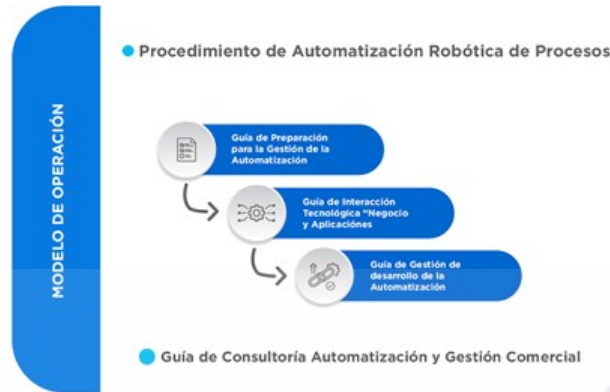 MODELO DE OPERACIÓN
Procedimiento de Automatización Robótica de Procesos
Guía de Preparación
para la Gestión de la
Automatización
Guía de Interacción
Tecnológica "Negocio
y Aplicaciónes
Guía de Gestión de
desarrollo de la
Automatización
Guía de Consultoría Automatización y Gestión Comercial